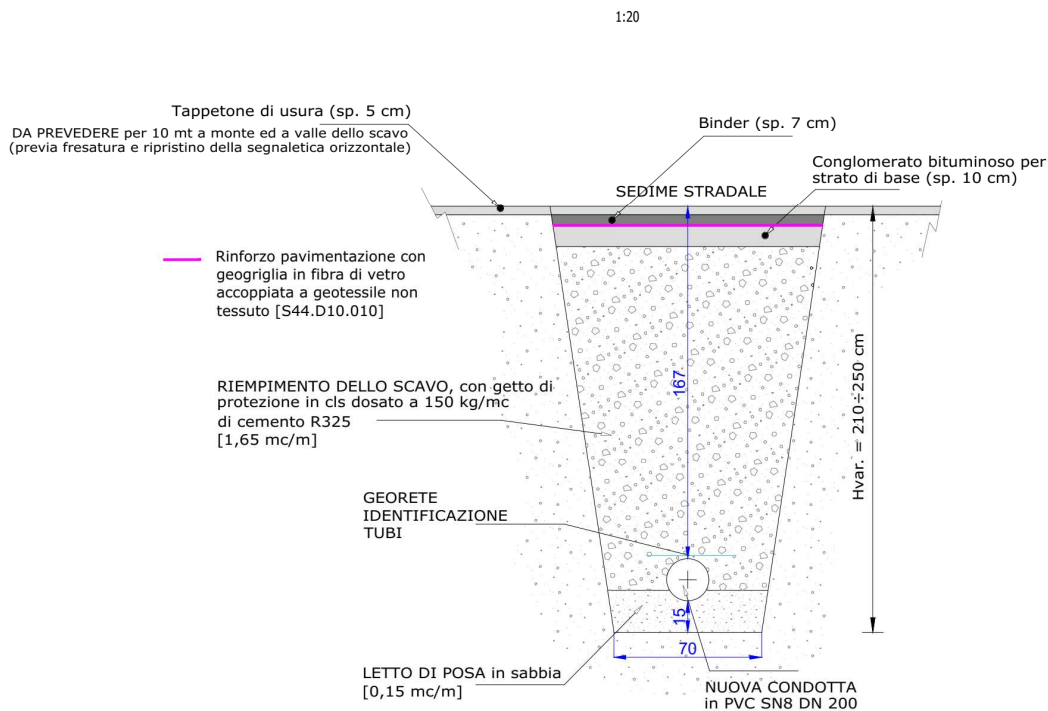 1:20
Tappetone di usura (sp. 5 cm)
DA PREVEDERE per 10 mt a monte ed a valle dello scavo
(previa fresatura e ripristino della segnaletica orizzontale)
Binder (sp. 7 cm)
Conglomerato bituminoso per
strato di base (sp. 10 cm)
SEDIME STRADALE
Rinforzo pavimentazione con
geogriglia in fibra di vetro
accoppiata a geotessile non
tessuto [S44.D10.010]
RIEMPIMENTO DELLO SCAVO, con getto di
protezione in cls dosato a 150 kg/mc
di cemento R325
[1,65 mc/m]
167
Hvar. = 210÷250 cm
GEORETE
IDENTIFICAZIONE
TUBI
15
70
LETTO DI POSA in sabbia
[0,15 mc/m]
NUOVA CONDOTTA
in PVC SN8 DN 200